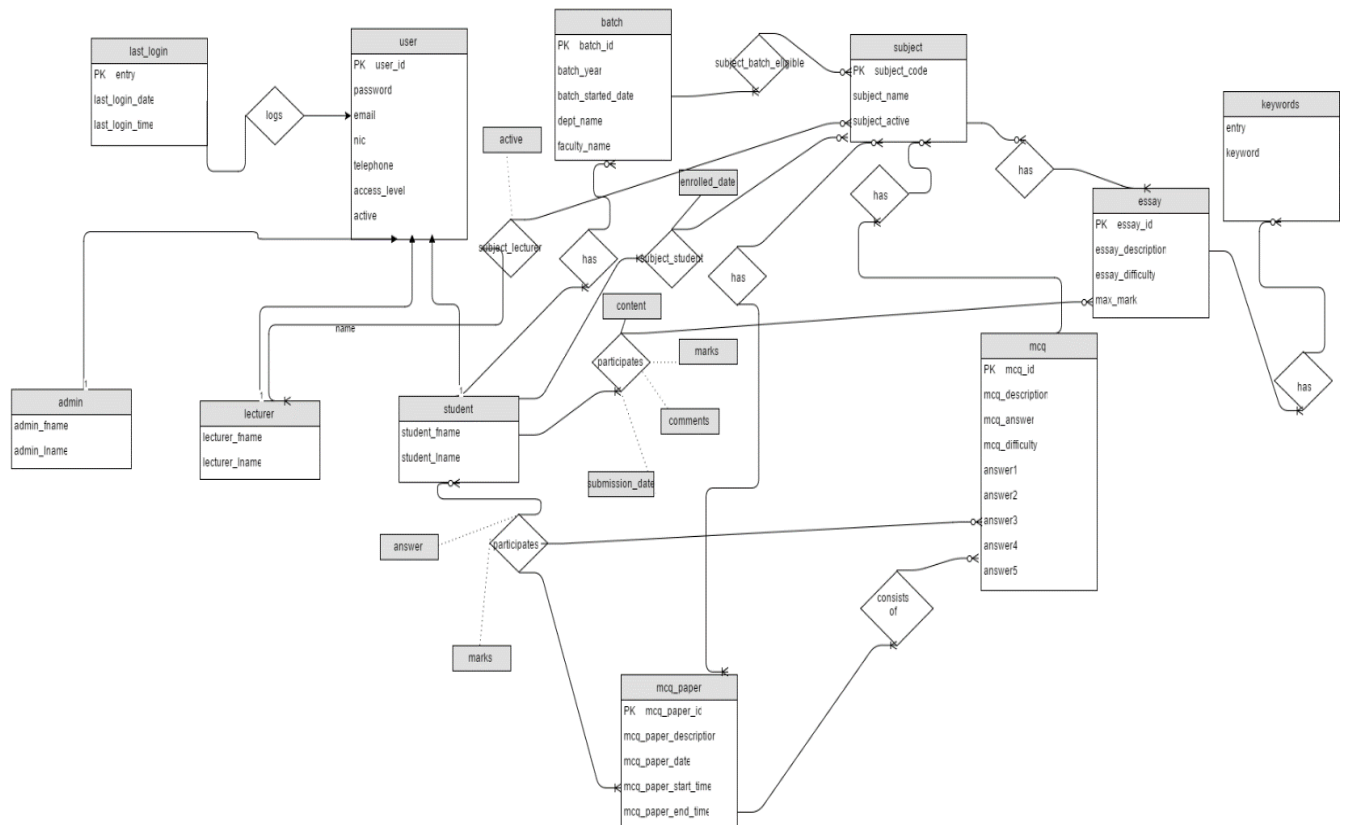 last_login
PK entry
last_login_date
last_login_time
logs
user
PK user_id
password
email
nic
telephone
access_level
active
batch
PK batch_id
batch_year
batch_started_date
dept_name
faculty_name
subject_batch_eligible
subject
PK subject_code
subject_name
subject_active
keywords
entry
keyword
active
enrolled_date
subject_lecturer
has
subject_student
has
has
has
essay
PK essay_id
essay_description
essay_difficulty
max_mark
content
participates
marks
comments
submission_date
name
1
admin
admin_fname
admin_lname
1
lecturer
lecturer_fname
lecturer_lname
1
student
student_fname
student_lname
has
mcq
PK mcq_id
mcq_description
mcq_answer
mcq_difficulty
answer1
answer2
answer3
answer4
answer5
answer
participates
marks
consists
of
mcq_paper
PK mcq_paper_id
mcq_paper_description
mcq_paper_date
mcq_paper_start_time
mcq_paper_end_time